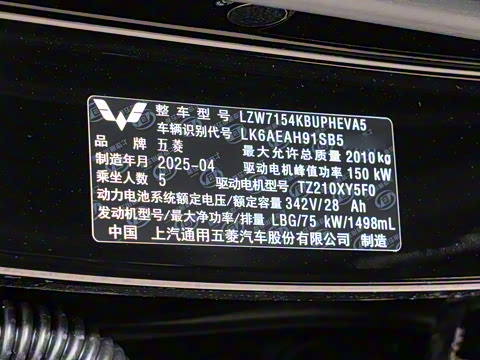 整车型号 LZW7154KBUPHEVA5
车辆识别代号 LK6AEAH91SB5
品牌 五菱 最大允许总质量 2010kg
制造年月 2025-04 驱动电机峰值功率 150 kW
乘坐人数 5 驱动电机型号 TZ210XY5F0
动力电池系统额定电压/额定容量 342V/28 Ah
发动机型号/最大净功率/排量 LBG/75 kW/1498mL
中国 上汽通用五菱汽车股份有限公司 制造